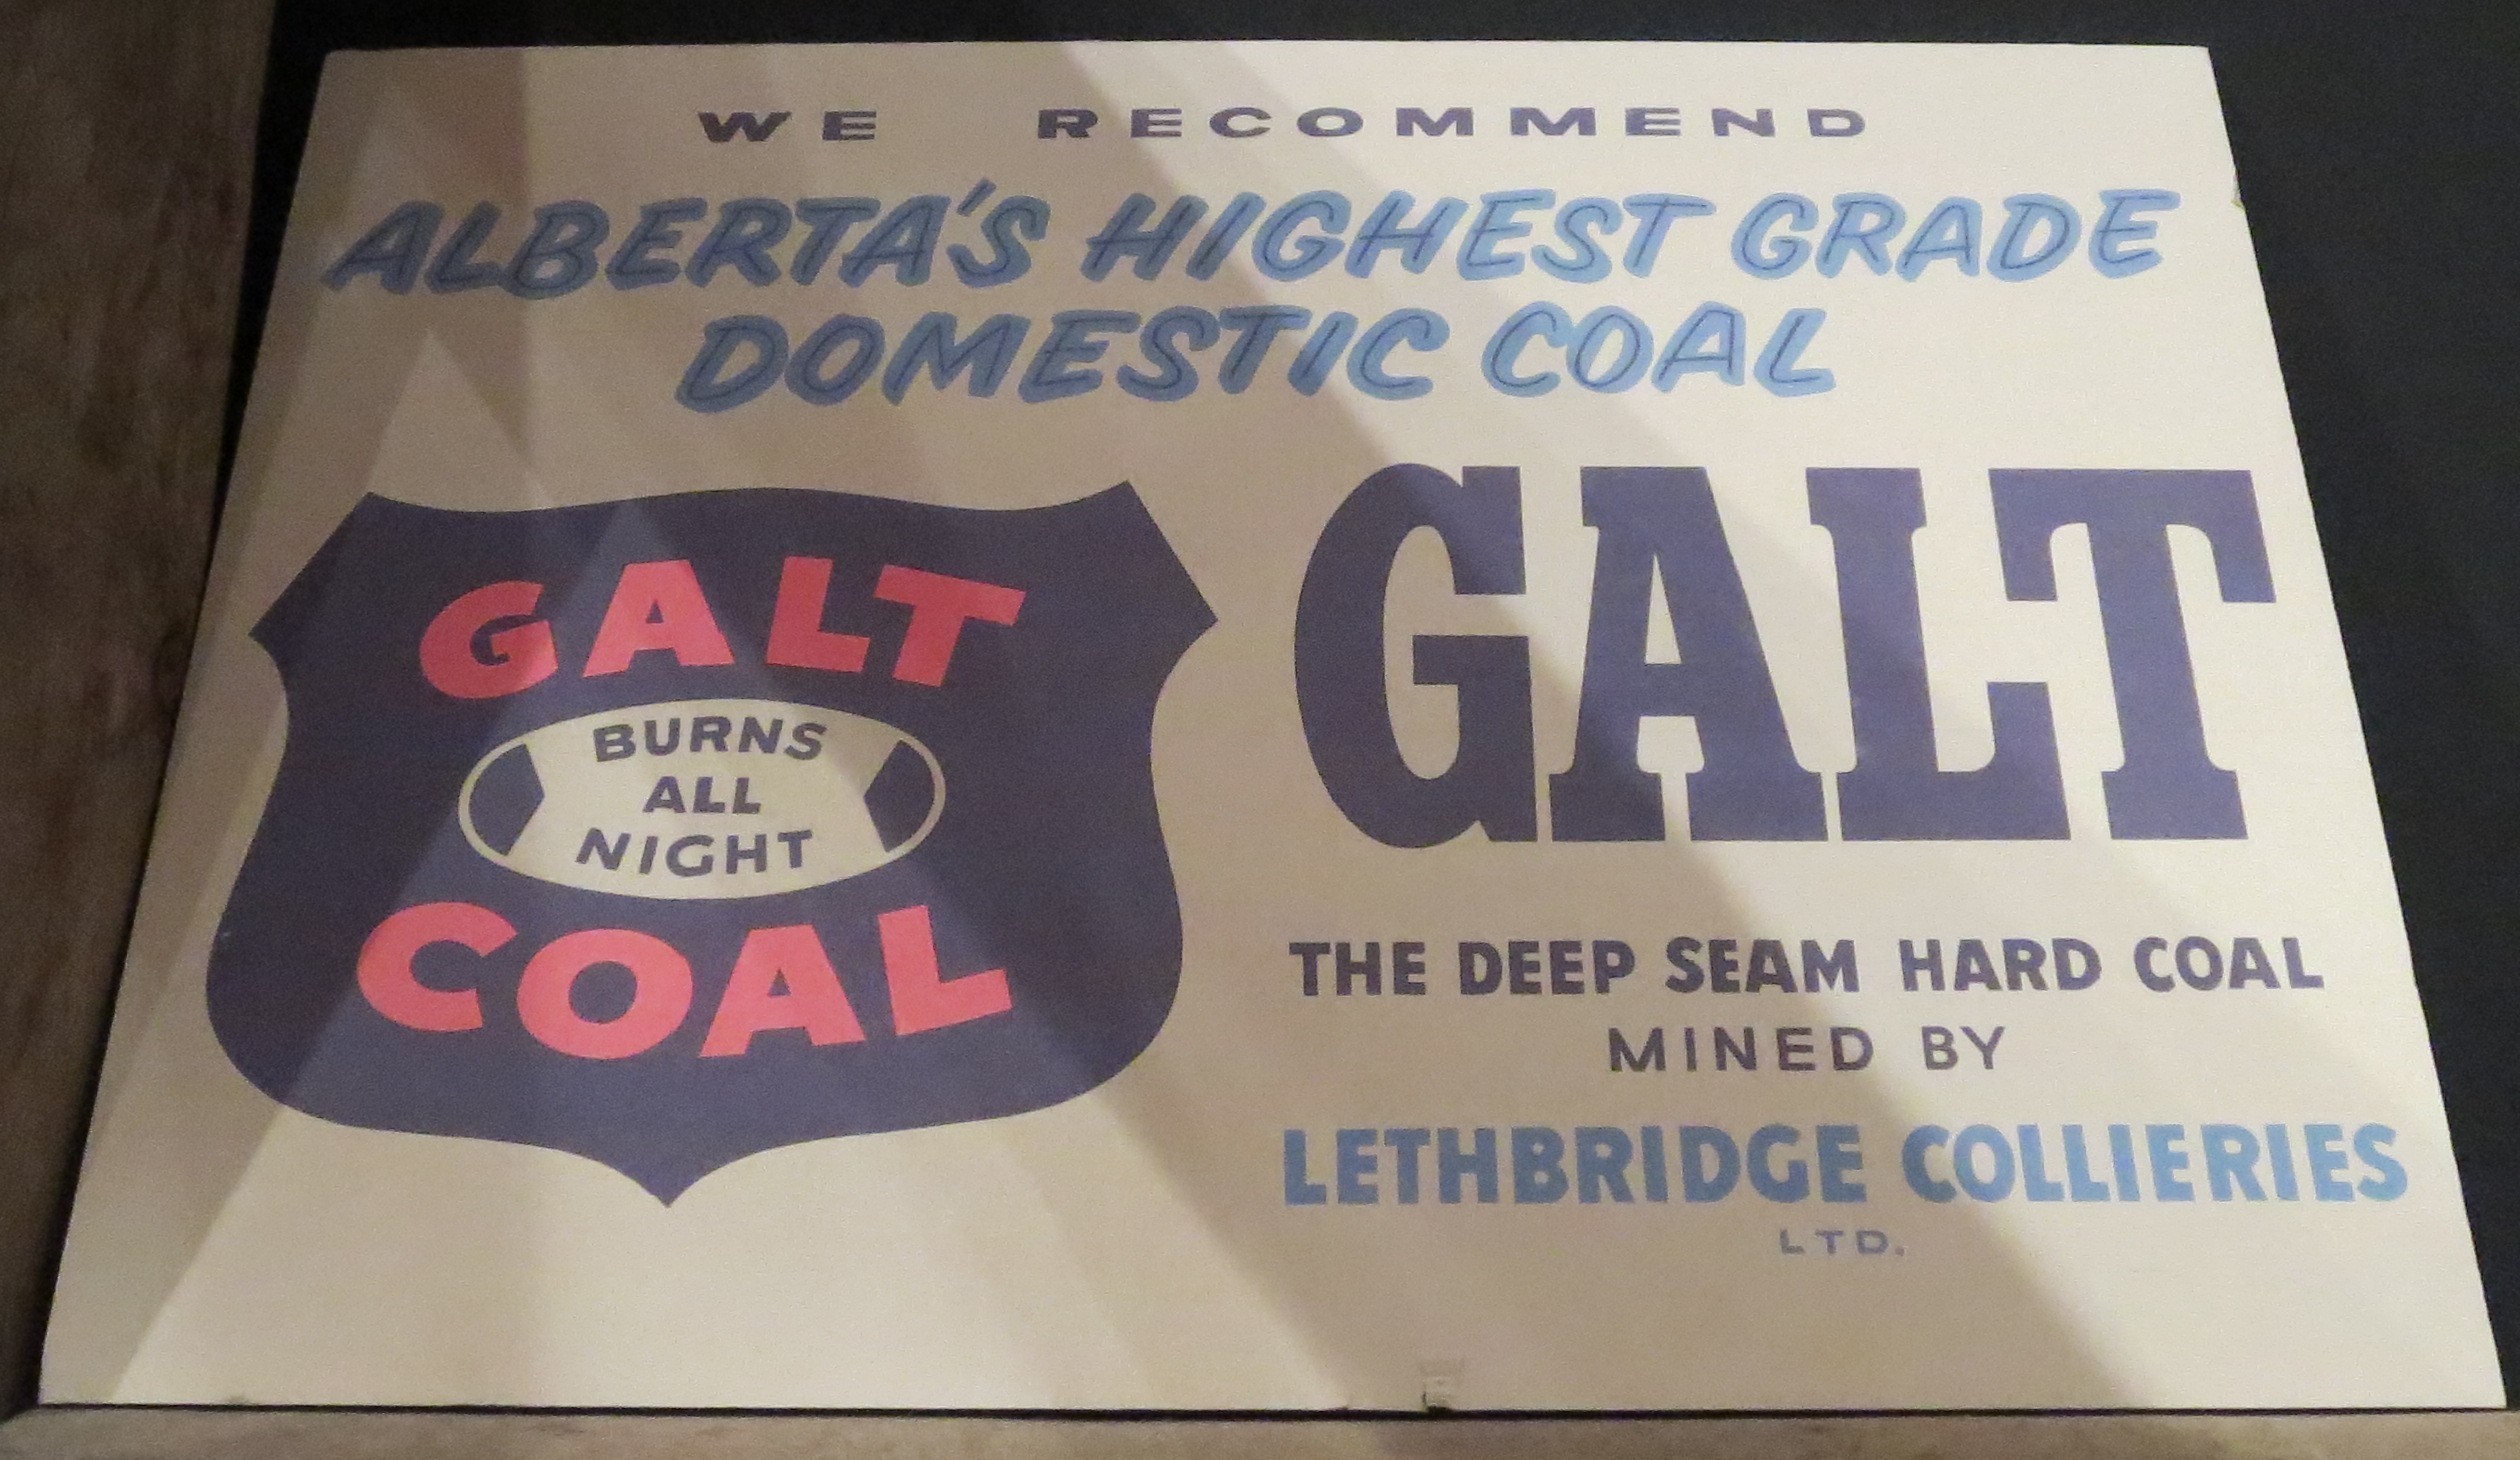 WE RECOMMEND
ALBERTA'S HIGHEST GRADE
DOMESTIC COAL
GALT
BURNS
ALL
NIGHT
COAL
GALT
THE DEEP SEAM HARD COAL
MINED BY
LETHBRIDGE COLLIERIES
LTD.